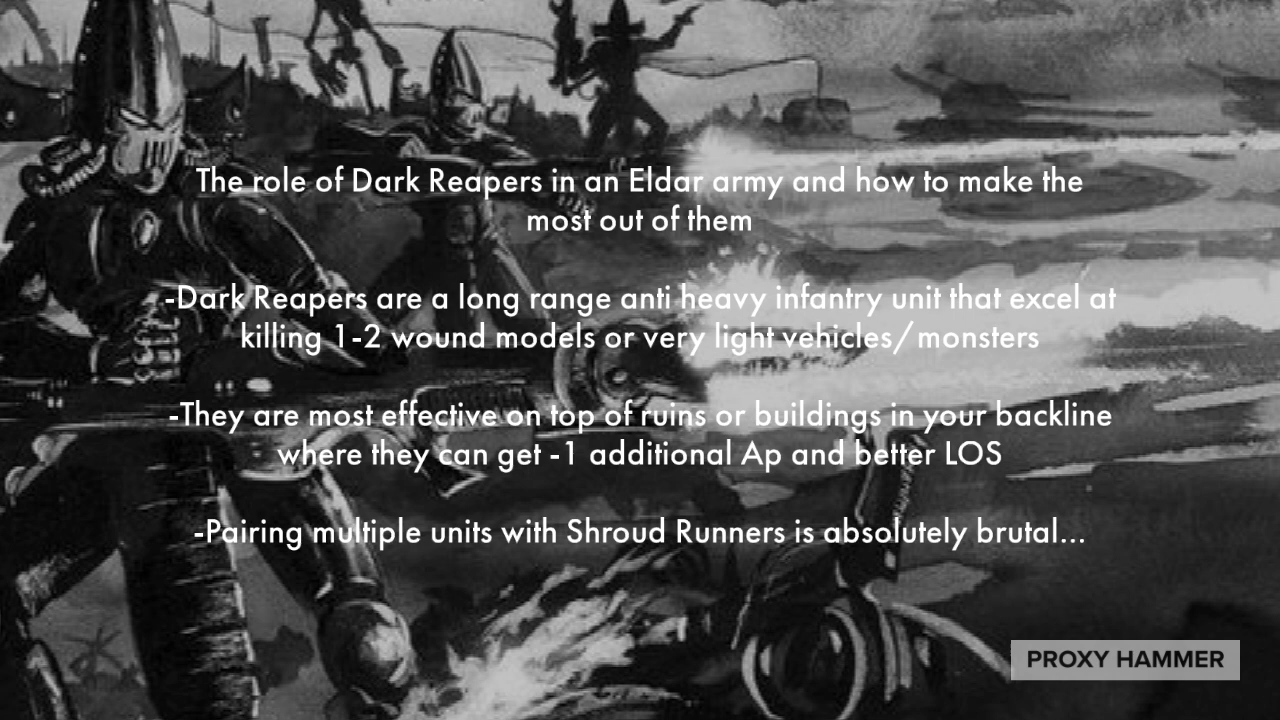 The role of Dark Reapers in an Eldar army and how to make the
most out of them
-Dark Reapers are a long range anti heavy infantry unit that excel at
killing 1-2 wound models or very light vehicles/monsters
-They are most effective on top of ruins or buildings in your backline
where they can get -1 additional Ap and better LOS
-Pairing multiple units with Shroud Runners is absolutely brutal...
PROXY HAMMER